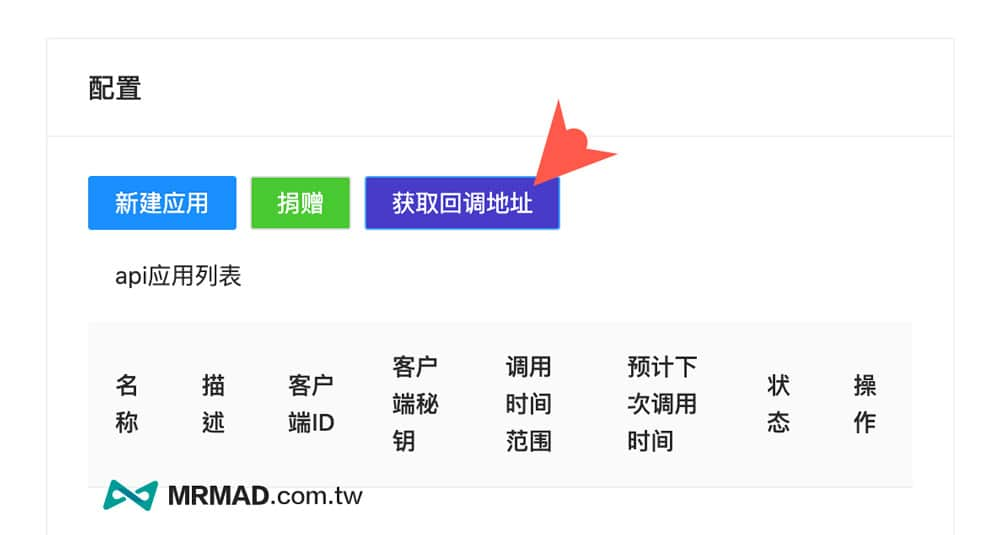 配置
新建应用 捐赠 获取回调地址
api应用列表
名称 描述 客户端ID 客户端秘钥 调用时间范围 预计下次调用时间 状态 操作
MRMAD.com.tw